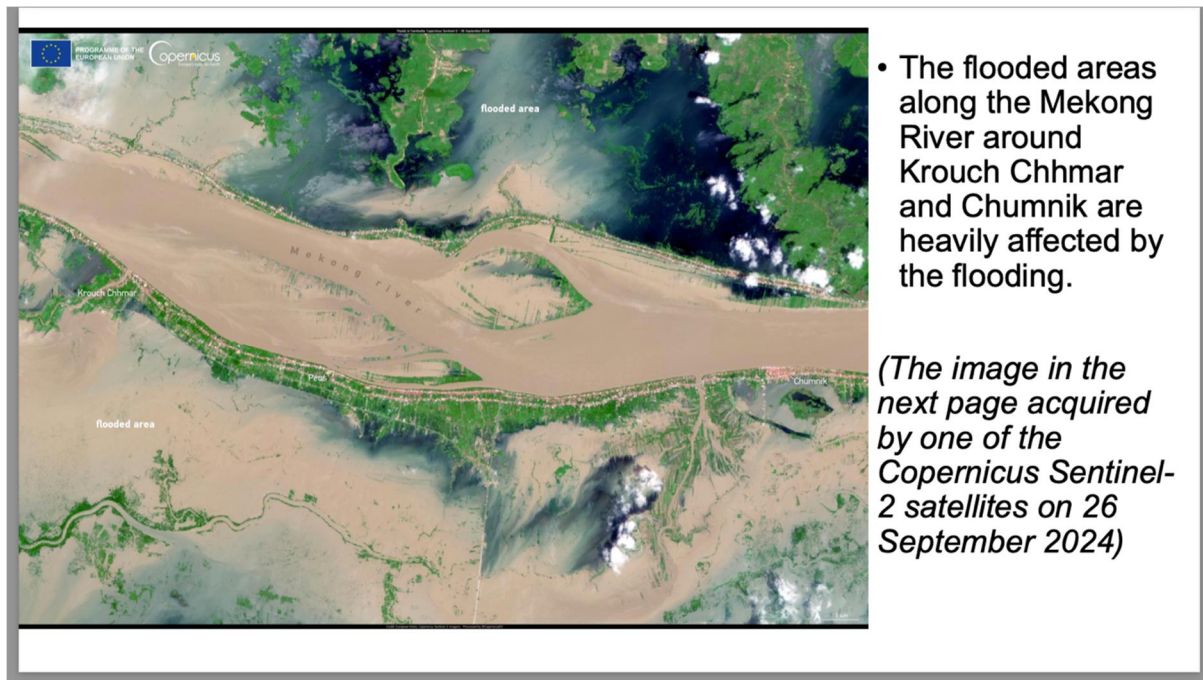 PROGRAMME OF THE
EUROPEAN UNION
opernicus
flooded area
Mekong river
Krouch Chhmar
Peus
Chumnik
flooded area
• The flooded areas
along the Mekong
River around
Krouch Chhmar
and Chumnik are
heavily affected by
the flooding.
(The image in the
next page acquired
by one of the
Copernicus Sentinel-
2 satellites on 26
September 2024)